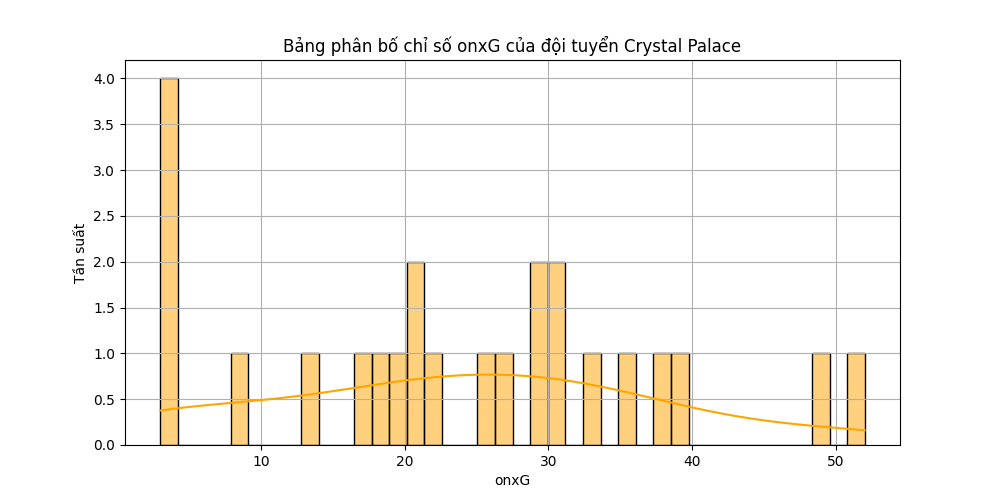 Bảng phân bố chỉ số onxG của đội tuyển Crystal Palace
4.0
3.5
3.0
2.5
2.0
1.5
1.0
0.5
0.0
Tần suất
10 20 30 40 50
onxG